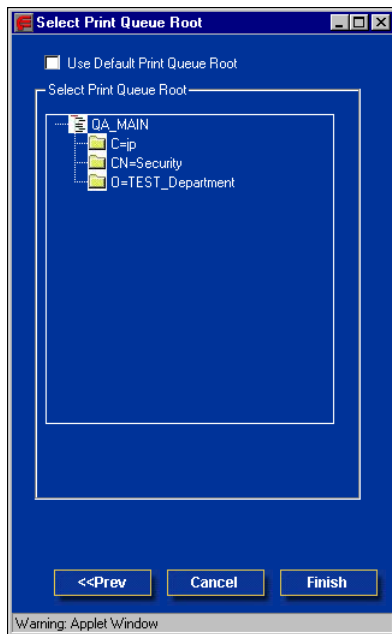 Select Print Queue Root
Use Default Print Queue Root
Select Print Queue Root
QA_MAIN
C=jp
CN=Security
O=TEST_Department
<<Prev
Cancel
Finish
Warning: Applet Window